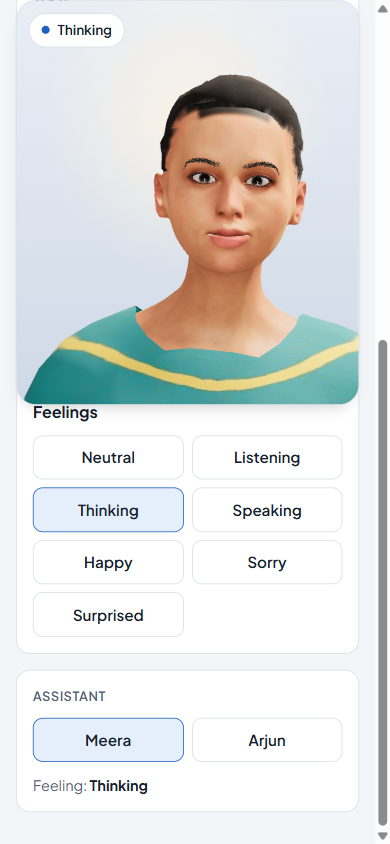 Thinking
Feelings
Neutral
Listening
Thinking
Speaking
Happy
Sorry
Surprised
ASSISTANT
Meera
Arjun
Feeling: Thinking